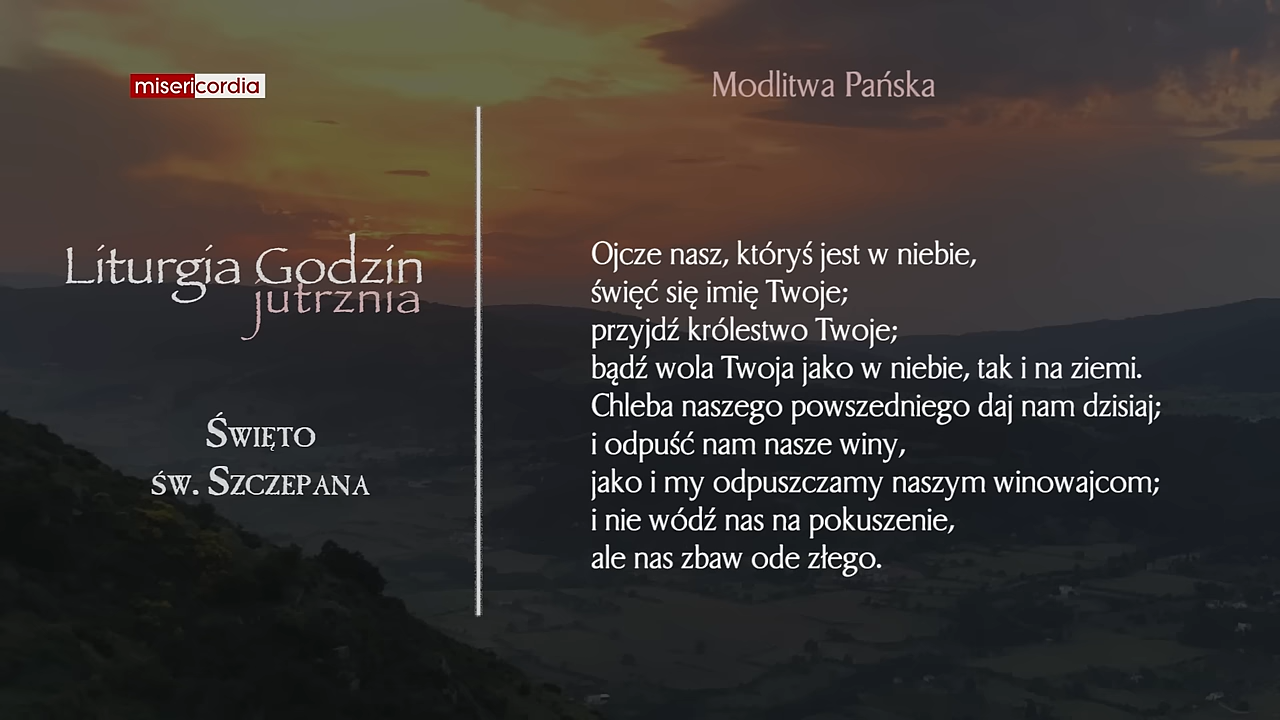 misericordia
Liturgia Godzin
jutrznia
Święto
św. Szczepana
Modlitwa Pańska
Ojcze nasz, któryś jest w niebie,
święć się imię Twoje;
przyjdź królestwo Twoje;
bądź wola Twoja jako w niebie, tak i na ziemi.
Chleba naszego powszedniego daj nam dzisiaj;
i odpuść nam nasze winy,
jako i my odpuszczamy naszym winowajcom;
i nie wódź nas na pokuszenie,
ale nas zbaw ode złego.